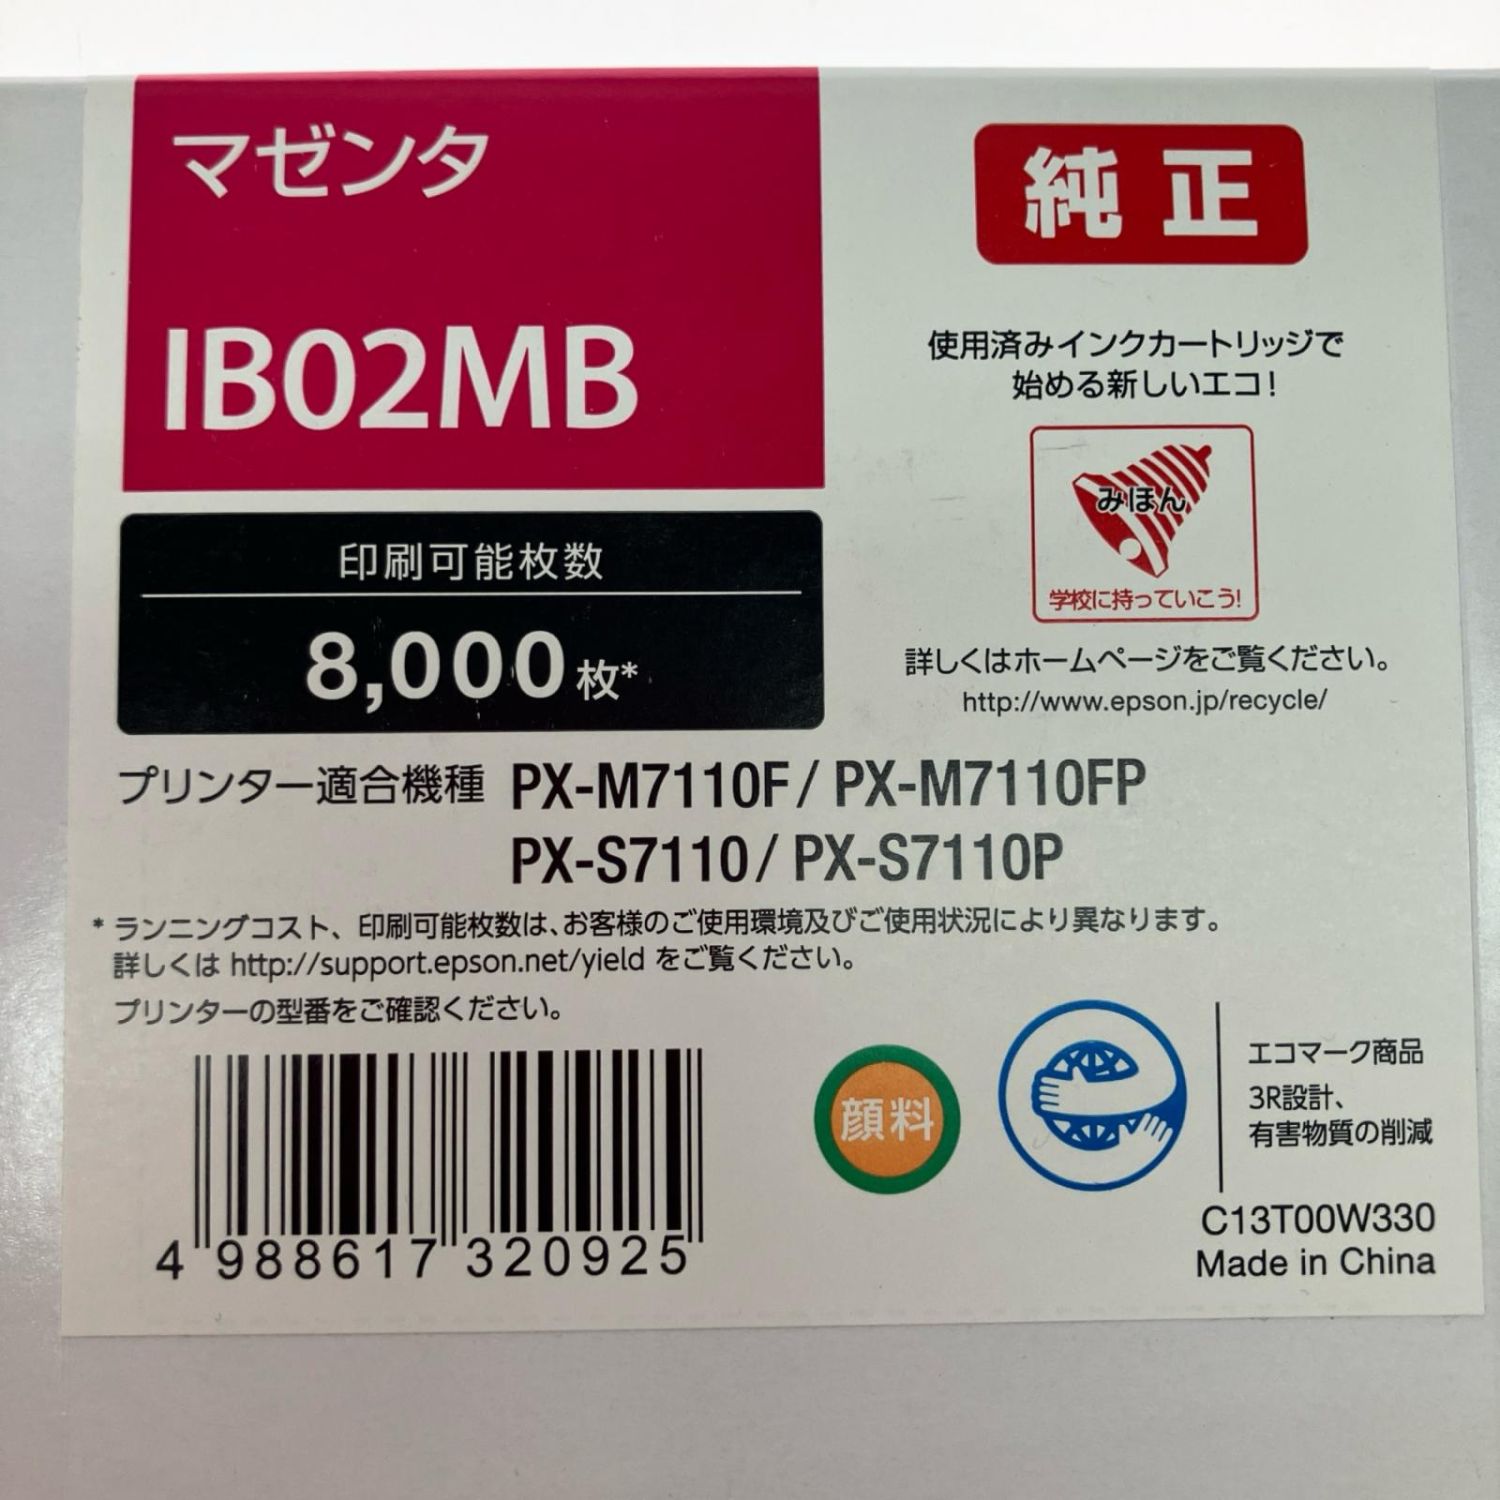 マゼンタ
IB02MB
印刷可能枚数
8,000枚*
純正
使用済みインクカートリッジで
始める新しいエコ!
みほん
学校に持っていこう!
詳しくはホームページをご覧ください。
http://www.epson.jp/recycle/
プリンター適合機種 PX-M7110F / PX-M7110FP
PX-S7110 / PX-S7110P
* ランニングコスト、印刷可能枚数は、お客様のご使用環境及びご使用状況により異なります。
詳しくは http://support.epson.net/yield をご覧ください。
プリンターの型番をご確認ください。
4 988617 320925
顔料
エコマーク商品
3R設計、
有害物質の削減
C13T00W330
Made in China